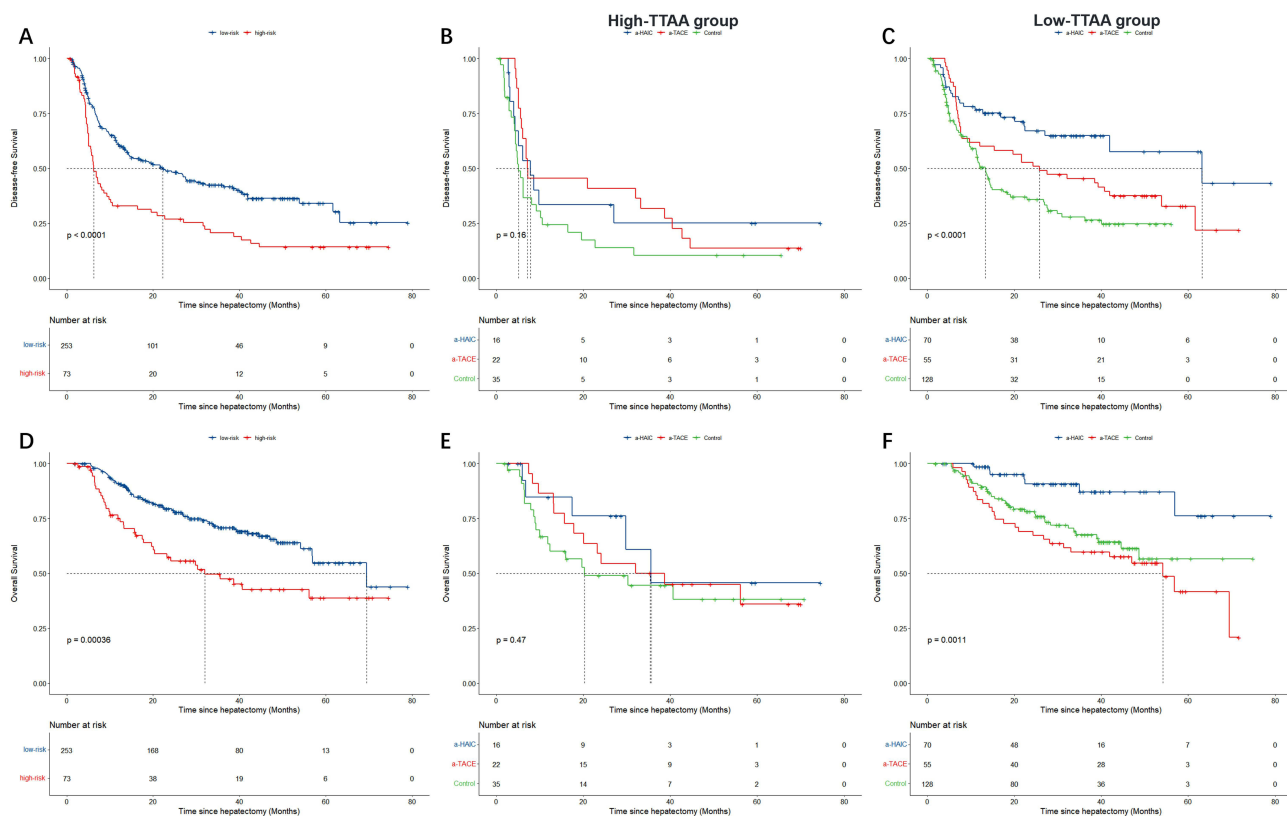 High-TTAA group
Low-TTAA group
A
low-risk high-risk
1.00
0.75
0.50
0.25
0.00
Disease-free Survival
p < 0.0001
0 20 40 60 80
Time since hepatectomy (Months)
Number at risk
low-risk 253 101 46 9 0
high-risk 73 20 12 5 0
0 20 40 60 80
Time since hepatectomy (Months)
B
a-HAIC a-TACE Control
1.00
0.75
0.50
0.25
0.00
Disease-free Survival
p = 0.16
0 20 40 60 80
Time since hepatectomy (Months)
Number at risk
a-HAIC 16 5 3 1 0
a-TACE 22 10 6 3 0
Control 35 5 3 1 0
0 20 40 60 80
Time since hepatectomy (Months)
C
a-HAIC a-TACE Control
1.00
0.75
0.50
0.25
0.00
Disease-free Survival
p < 0.0001
0 20 40 60 80
Time since hepatectomy (Months)
Number at risk
a-HAIC 70 38 10 6 0
a-TACE 55 31 21 3 0
Control 128 32 15 0 0
0 20 40 60 80
Time since hepatectomy (Months)
D
low-risk high-risk
1.00
0.75
0.50
0.25
0.00
Overall Survival
p = 0.00036
0 20 40 60 80
Time since hepatectomy (Months)
Number at risk
low-risk 253 168 80 13 0
high-risk 73 38 19 6 0
0 20 40 60 80
Time since hepatectomy (Months)
E
a-HAIC a-TACE Control
1.00
0.75
0.50
0.25
0.00
Overall Survival
p = 0.47
0 20 40 60 80
Time since hepatectomy (Months)
Number at risk
a-HAIC 16 9 3 1 0
a-TACE 22 15 9 3 0
Control 35 14 7 2 0
0 20 40 60 80
Time since hepatectomy (Months)
F
a-HAIC a-TACE Control
1.00
0.75
0.50
0.25
0.00
Overall Survival
p = 0.0011
0 20 40 60 80
Time since hepatectomy (Months)
Number at risk
a-HAIC 70 48 16 7 0
a-TACE 55 40 28 3 0
Control 128 80 36 3 0
0 20 40 60 80
Time since hepatectomy (Months)